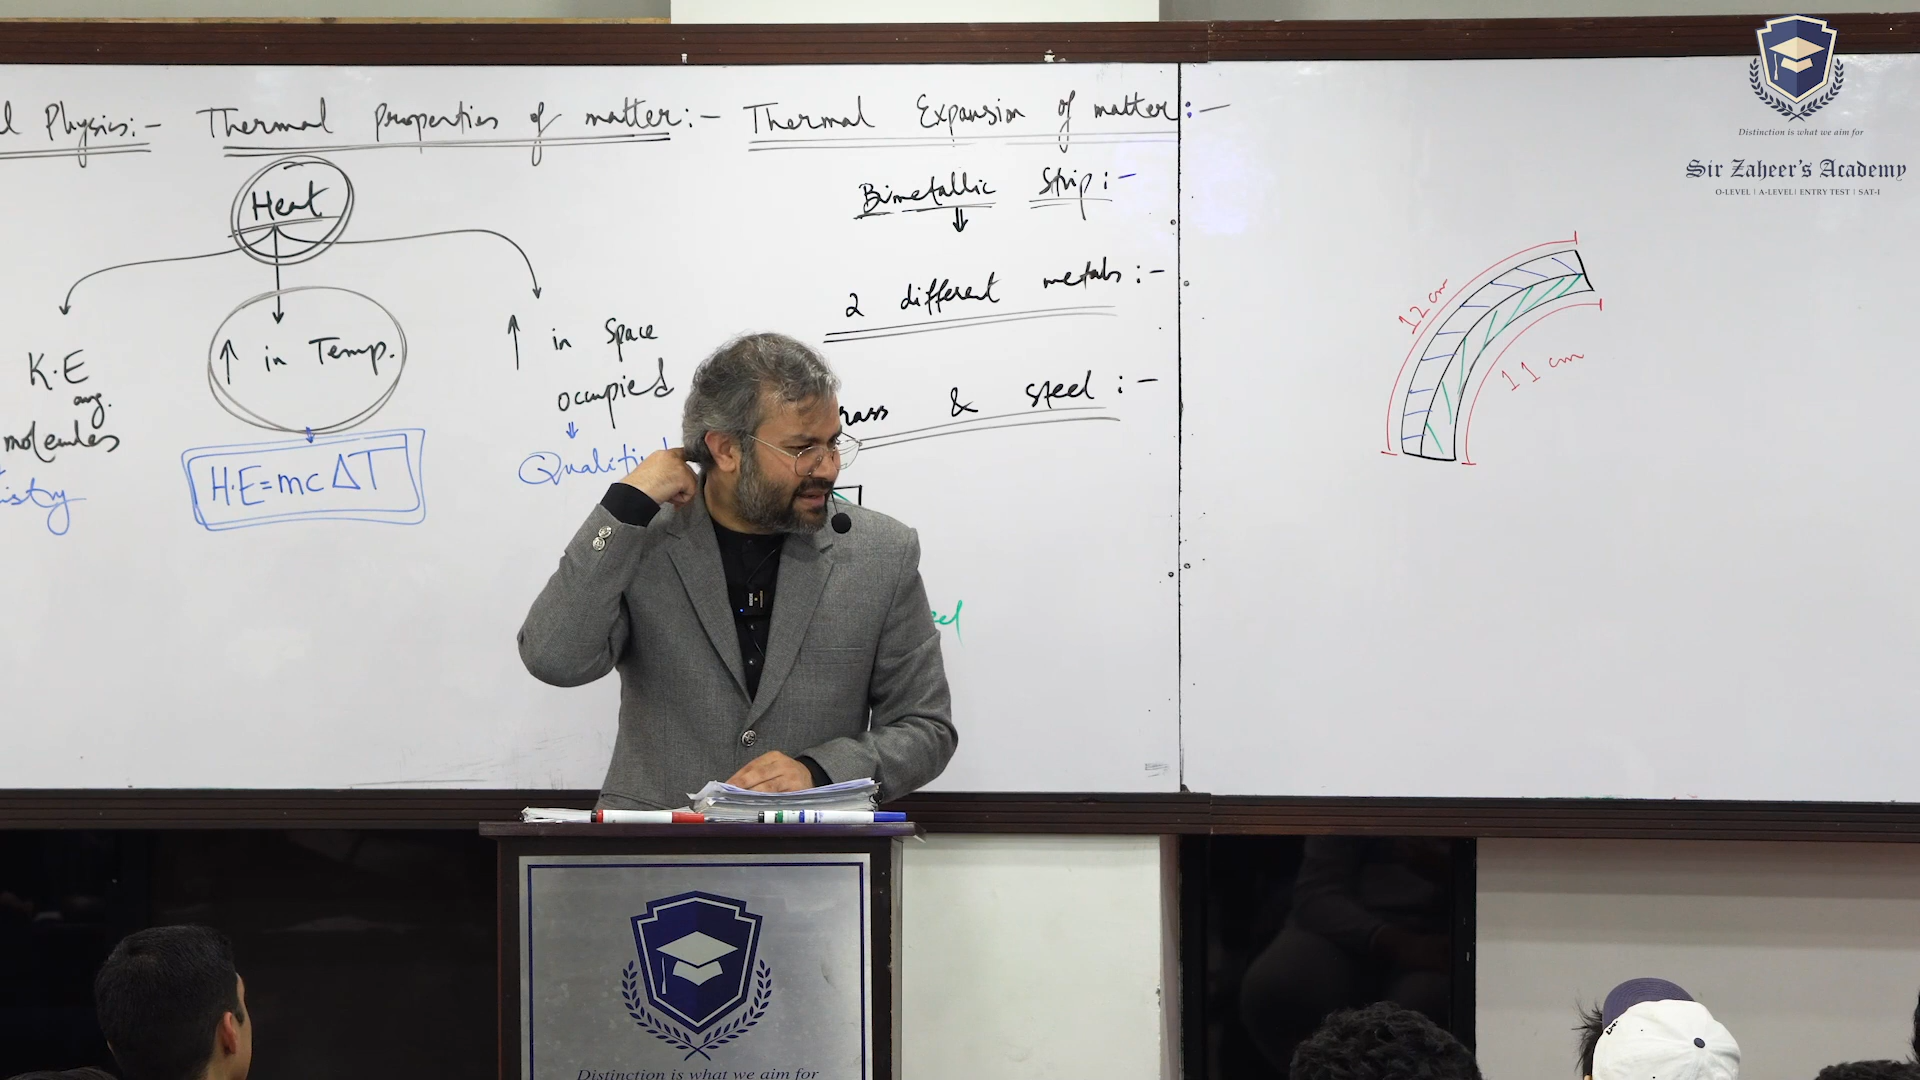 Physics:-
Thermal Properties of matter:-
Thermal Expansion of matter:-
Heat
K.E
avg.
molecules
↑ in Temp.
H.E=mcΔT
↑ in Space
occupied
Bimetallic Strip:-
2 different metals:-
rass & steel:-
eel
12 cm
11 cm
Distinction is what we aim for
Sir Zaheer's Academy
O-LEVEL | A-LEVEL | ENTRY TEST | SAT-I
Distinction is what we aim for